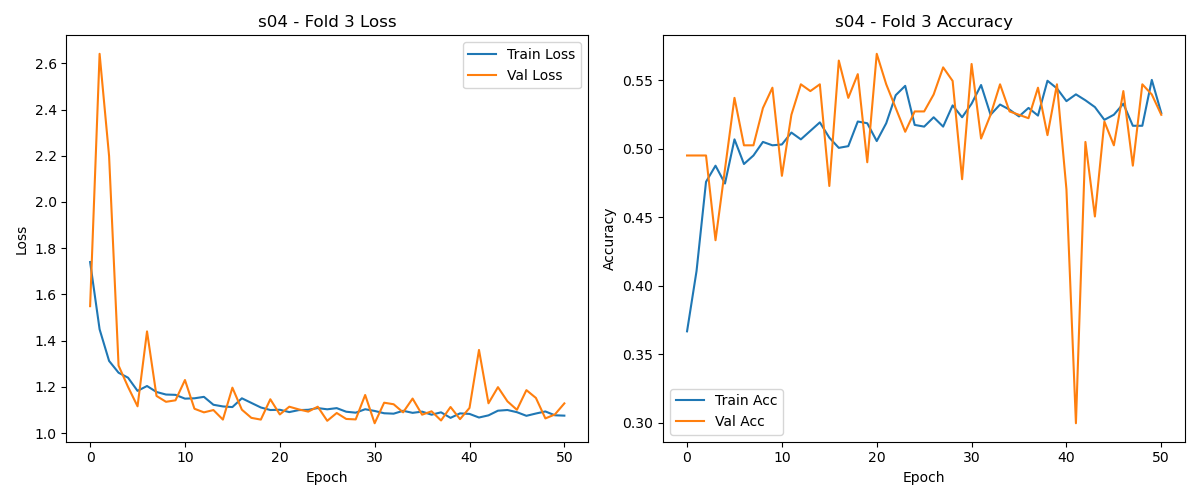 s04 - Fold 3 Loss
Train Loss
Val Loss
2.6
2.4
2.2
2.0
1.8
1.6
1.4
1.2
1.0
Loss
0
10
20
30
40
50
Epoch
s04 - Fold 3 Accuracy
0.55
0.50
0.45
0.40
0.35
0.30
Accuracy
Train Acc
Val Acc
0
10
20
30
40
50
Epoch